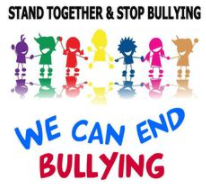 STAND TOGETHER & STOP BULLYING
WE CAN END
BULLYING